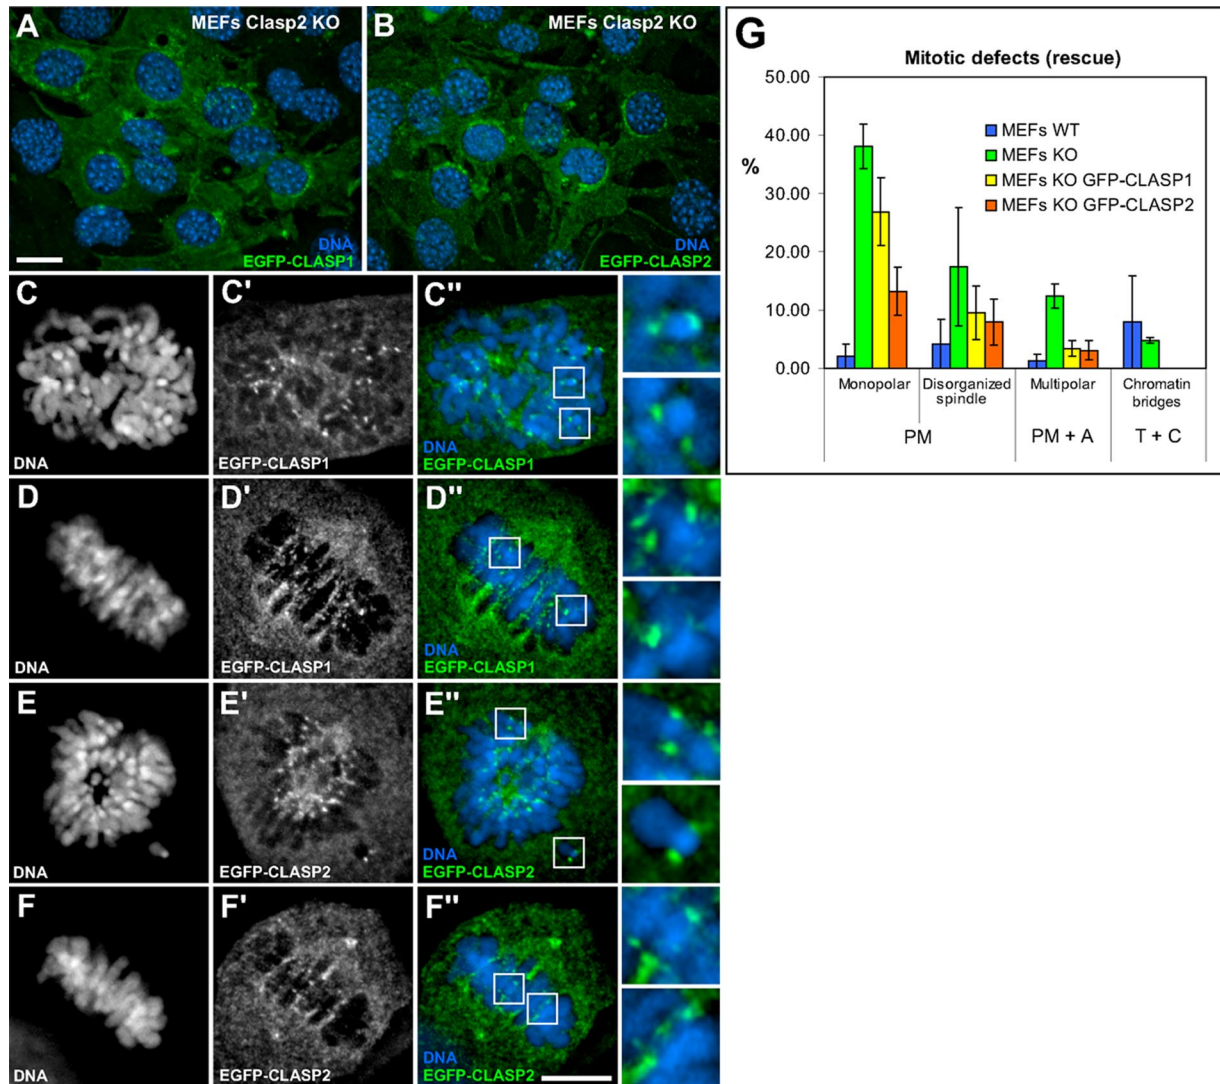 A
MEFs Clasp2 KO
DNA
EGFP-CLASP1
B
MEFs Clasp2 KO
DNA
EGFP-CLASP2
C
DNA
C'
EGFP-CLASP1
C"
DNA
EGFP-CLASP1
D
DNA
D'
EGFP-CLASP1
D"
DNA
EGFP-CLASP1
E
DNA
E'
EGFP-CLASP2
E"
DNA
EGFP-CLASP2
F
DNA
F'
EGFP-CLASP2
F"
DNA
EGFP-CLASP2
G
Mitotic defects (rescue)
50.00
40.00
30.00
20.00
10.00
0.00
%
MEFs WT
MEFs KO
MEFs KO GFP-CLASP1
MEFs KO GFP-CLASP2
Monopolar
Disorganized
spindle
Multipolar
Chromatin
bridges
PM
PM + A
T + C